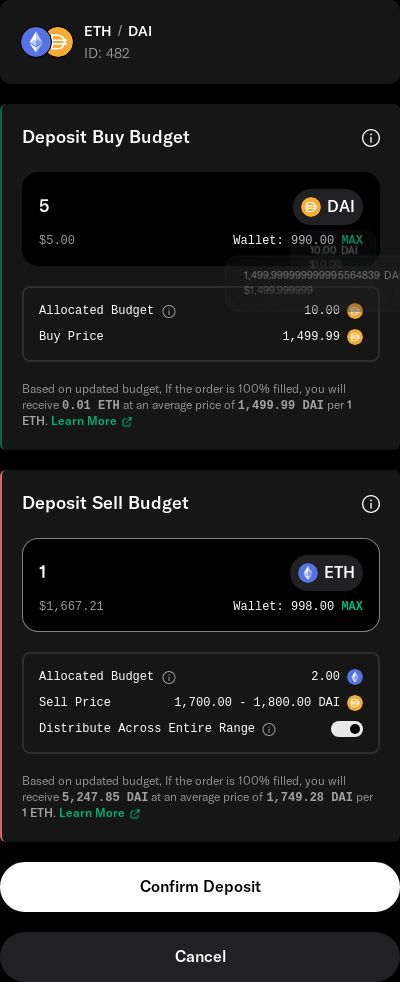 ETH / DAI
ID: 482
Deposit Buy Budget
5
DAI
$5.00
Wallet: 990.00 MAX
10.00 DAI
$10.00
1,499.9999999999995564839 DAI
$1,499.999999
Allocated Budget
10.00
Buy Price
1,499.99
Based on updated budget, If the order is 100% filled, you will
receive 0.01 ETH at an average price of 1,499.99 DAI per 1
ETH. Learn More
Deposit Sell Budget
1
ETH
$1,667.21
Wallet: 998.00 MAX
Allocated Budget
2.00
Sell Price
1,700.00 - 1,800.00 DAI
Distribute Across Entire Range
Based on updated budget, If the order is 100% filled, you will
receive 5,247.85 DAI at an average price of 1,749.28 DAI per
1 ETH. Learn More
Confirm Deposit
Cancel